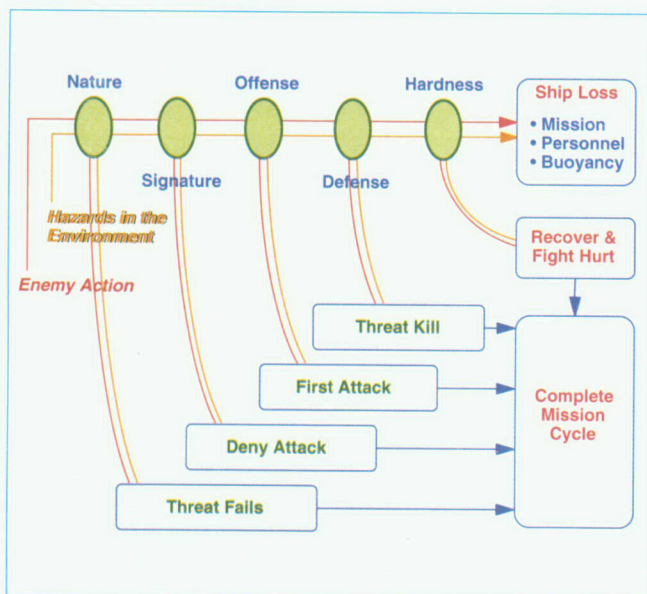 Nature
Offense
Hardness
Ship Loss
• Mission
• Personnel
• Buoyancy
Signature
Defense
Hazards in the
Environment
Recover &
Fight Hurt
Enemy Action
Threat Kill
First Attack
Complete
Mission
Cycle
Deny Attack
Threat Fails